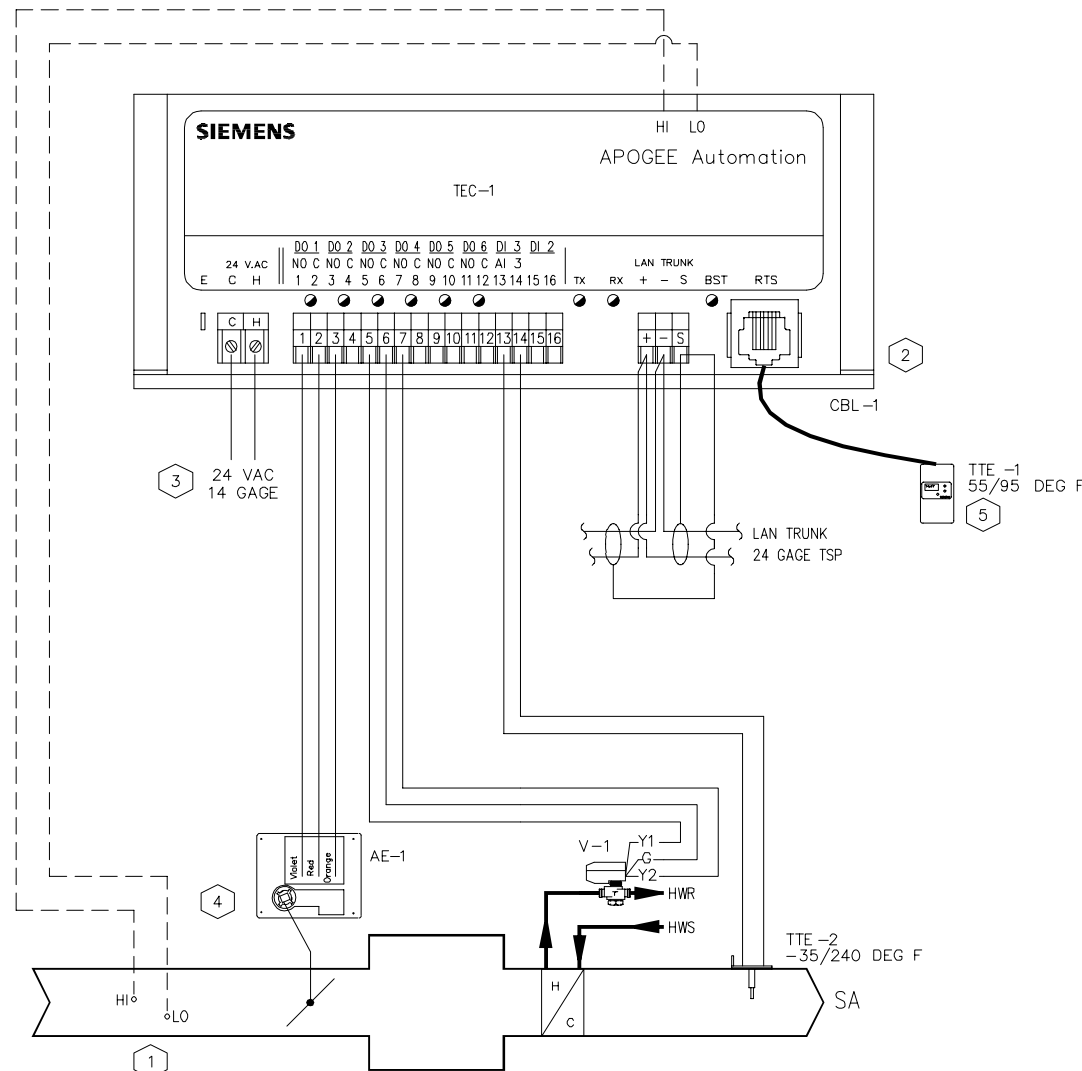 HI LO
SIEMENS
APOGEE Automation
TEC-1
DO 1 DO 2 DO 3 DO 4 DO 5 DO 6 DI 3 DI 2
24 V.AC NO C NO C NO C NO C NO C NO C AI 3 LAN TRUNK
E C H 1 2 3 4 5 6 7 8 9 10 11 12 13 14 15 16 TX RX + - S BST RTS
C H
1 2 3 4 5 6 7 8 9 10 11 12 13 14 15 16
+ - S
2
CBL-1
3
24 VAC
14 GAGE
TTE -1
55/95 DEG F
5
LAN TRUNK
24 GAGE TSP
Violet
Red
Orange
AE-1
4
V-1
Y1
G
Y2
HWR
HWS
TTE -2
-35/240 DEG F
HI
LO
H
C
SA
1